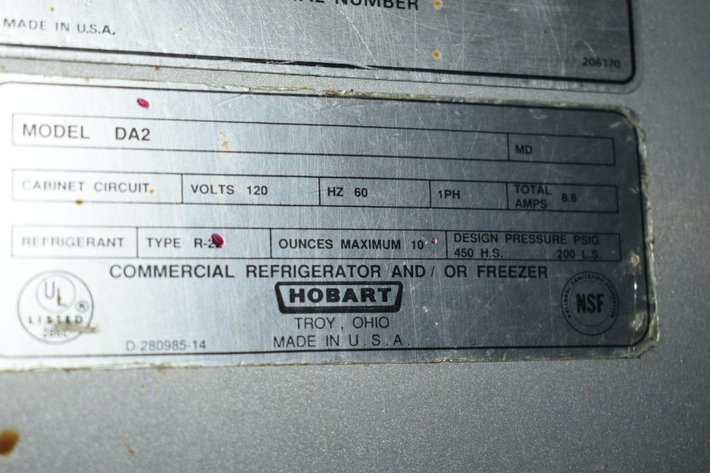 NUMBER
MADE IN U.S.A.
206170
MODEL DA2
MD
CABINET CIRCUIT. VOLTS 120 HZ 60 1PH TOTAL AMPS 8.6
REFRIGERANT TYPE OUNCES MAXIMUM 10 DESIGN PRESSURE PSIG
450 H.S. 200 L.S.
COMMERCIAL REFRIGERATOR AND / OR FREEZER
UL
LISTED
HOBART
NSF
TROY, OHIO
D-280985-14
MADE IN U.S.A.